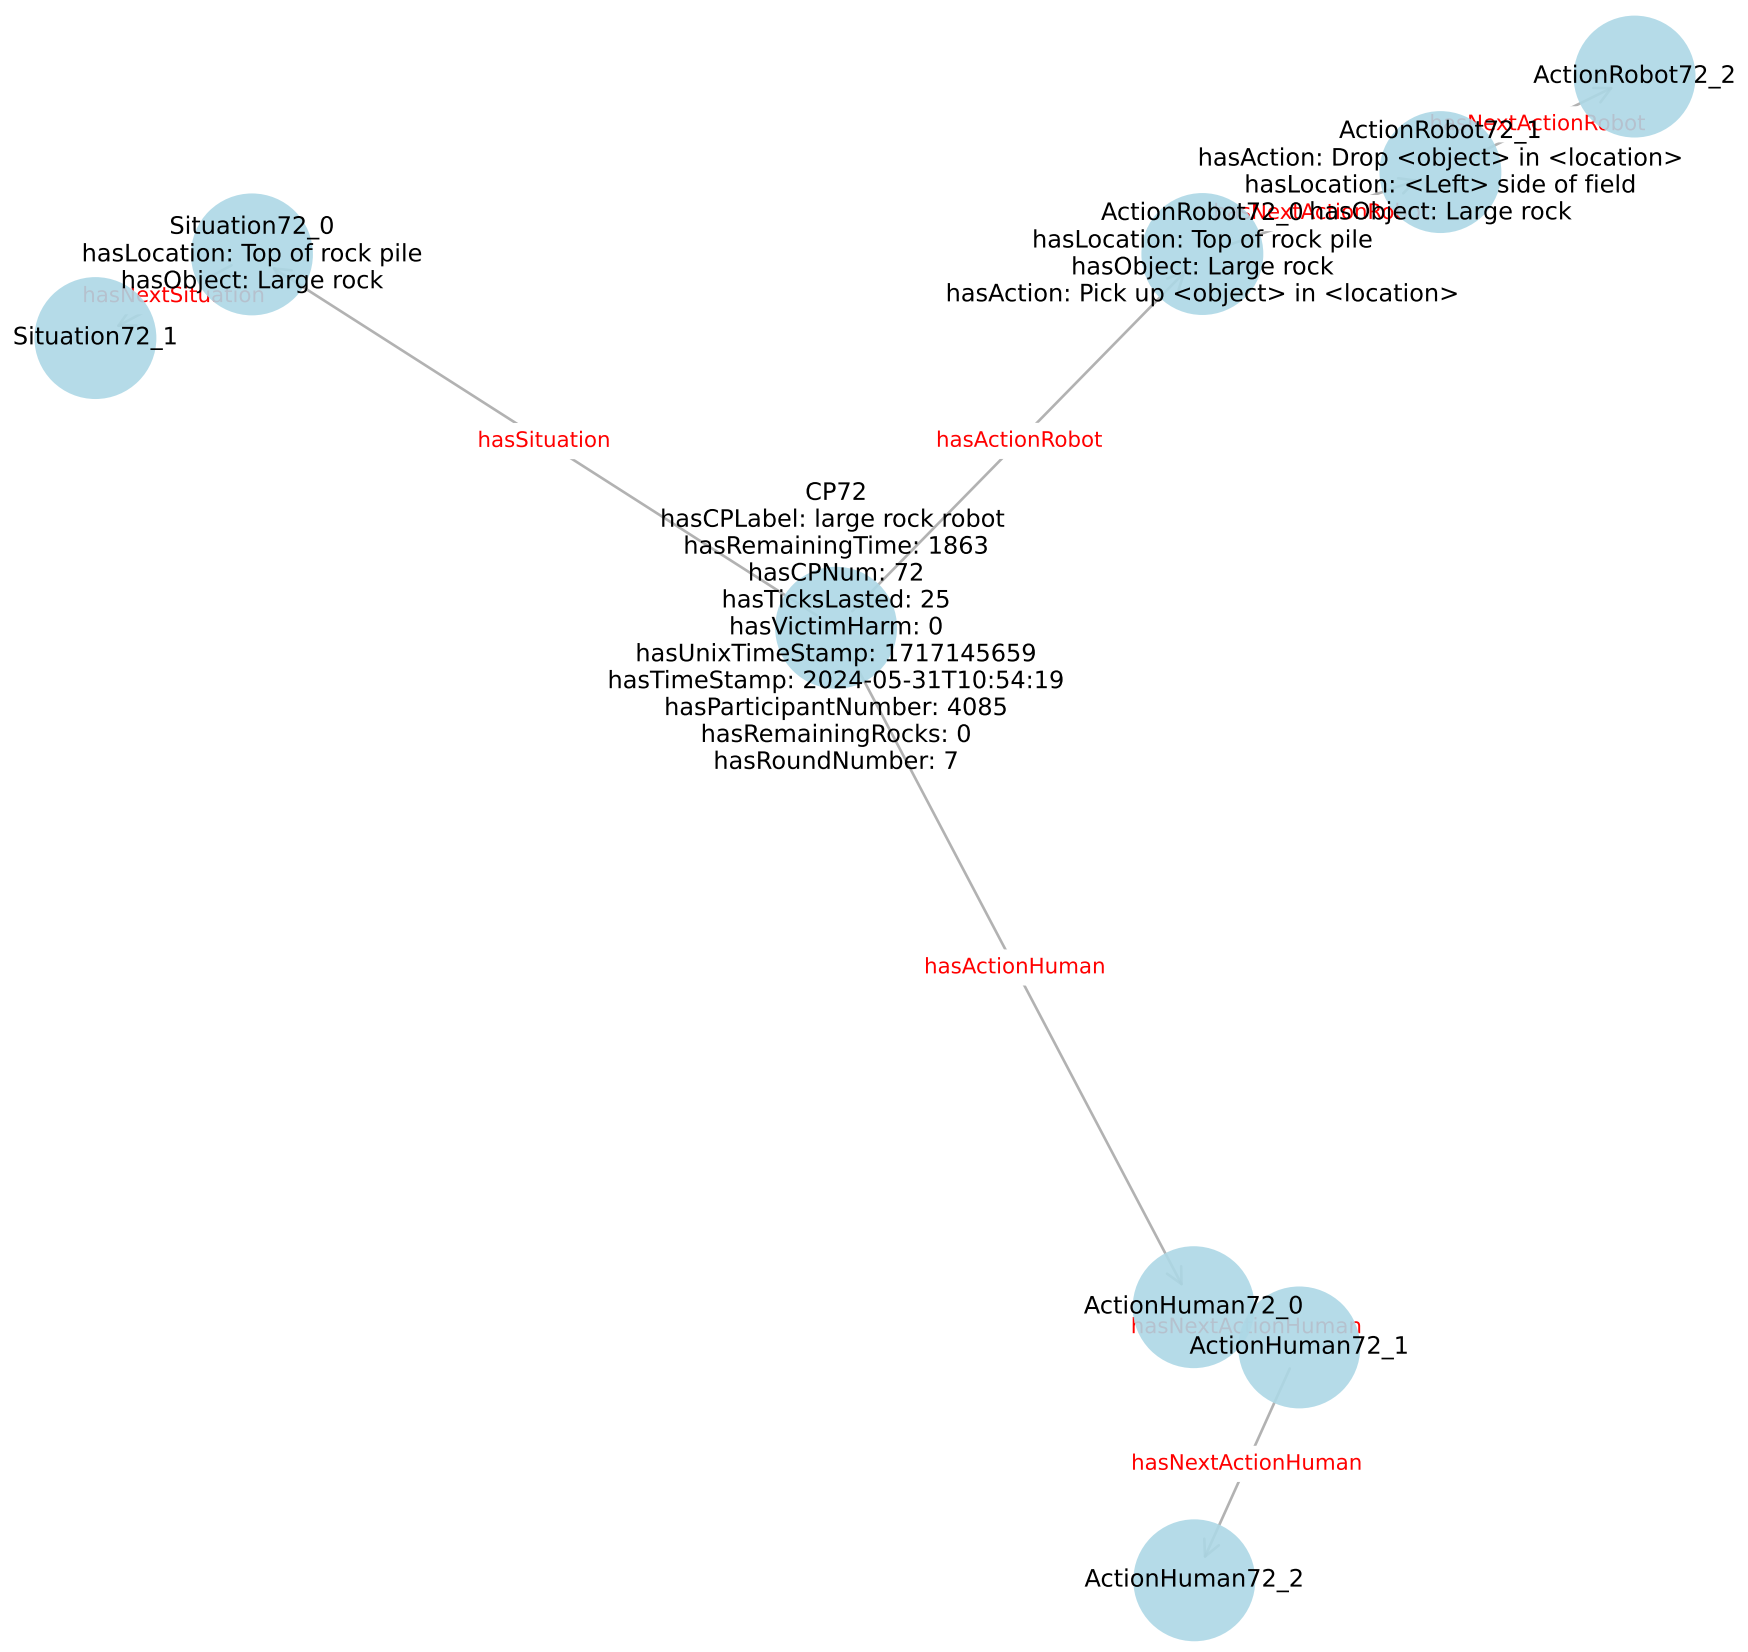 ActionRobot72_2
hasNextActionRobot
ActionRobot72_1
hasAction: Drop <object> in <location>
hasLocation: <Left> side of field
hasObject: Large rock
ActionRobot72_0
hasLocation: Top of rock pile
hasObject: Large rock
hasAction: Pick up <object> in <location>
Situation72_0
hasLocation: Top of rock pile
hasObject: Large rock
hasNextSituation
Situation72_1
hasSituation
hasActionRobot
CP72
hasCPLabel: large rock robot
hasRemainingTime: 1863
hasCPNum: 72
hasTicksLasted: 25
hasVictimHarm: 0
hasUnixTimeStamp: 1717145659
hasTimeStamp: 2024-05-31T10:54:19
hasParticipantNumber: 4085
hasRemainingRocks: 0
hasRoundNumber: 7
hasActionHuman
ActionHuman72_0
hasNextActionHuman
ActionHuman72_1
hasNextActionHuman
ActionHuman72_2